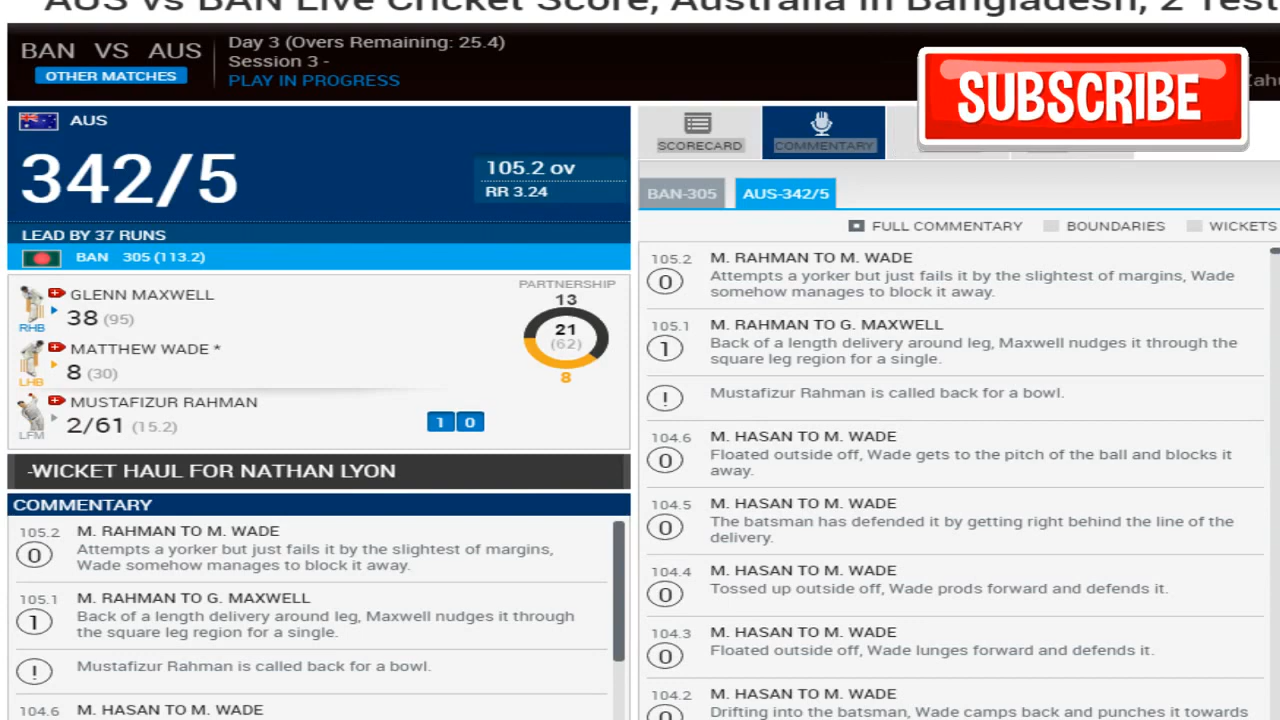 AUS vs BAN Live Cricket Score, Australia in Bangladesh, 2 Test
BAN VS AUS
OTHER MATCHES
Day 3 (Overs Remaining: 25.4)
Session 3 -
PLAY IN PROGRESS
SUBSCRIBE
AUS
342/5
105.2 ov
RR 3.24
LEAD BY 37 RUNS
BAN 305 (113.2)
GLENN MAXWELL
38 (95)
RHB
MATTHEW WADE *
8 (30)
LHB
MUSTAFIZUR RAHMAN
2/61 (15.2)
LFM
PARTNERSHIP
13
21
(62)
8
1 0
-WICKET HAUL FOR NATHAN LYON
COMMENTARY
105.2 M. RAHMAN TO M. WADE
0 Attempts a yorker but just fails it by the slightest of margins,
Wade somehow manages to block it away.
105.1 M. RAHMAN TO G. MAXWELL
1 Back of a length delivery around leg, Maxwell nudges it through
the square leg region for a single.
! Mustafizur Rahman is called back for a bowl.
104.6 M. HASAN TO M. WADE
SCORECARD
COMMENTARY
BAN-305
AUS-342/5
FULL COMMENTARY
BOUNDARIES
WICKETS
105.2 M. RAHMAN TO M. WADE
0 Attempts a yorker but just fails it by the slightest of margins, Wade
somehow manages to block it away.
105.1 M. RAHMAN TO G. MAXWELL
1 Back of a length delivery around leg, Maxwell nudges it through the
square leg region for a single.
! Mustafizur Rahman is called back for a bowl.
104.6 M. HASAN TO M. WADE
0 Floated outside off, Wade gets to the pitch of the ball and blocks it
away.
104.5 M. HASAN TO M. WADE
0 The batsman has defended it by getting right behind the line of the
delivery.
104.4 M. HASAN TO M. WADE
0 Tossed up outside off, Wade prods forward and defends it.
104.3 M. HASAN TO M. WADE
0 Floated outside off, Wade lunges forward and defends it.
104.2 M. HASAN TO M. WADE
0 Drifting into the batsman, Wade camps back and punches it towards